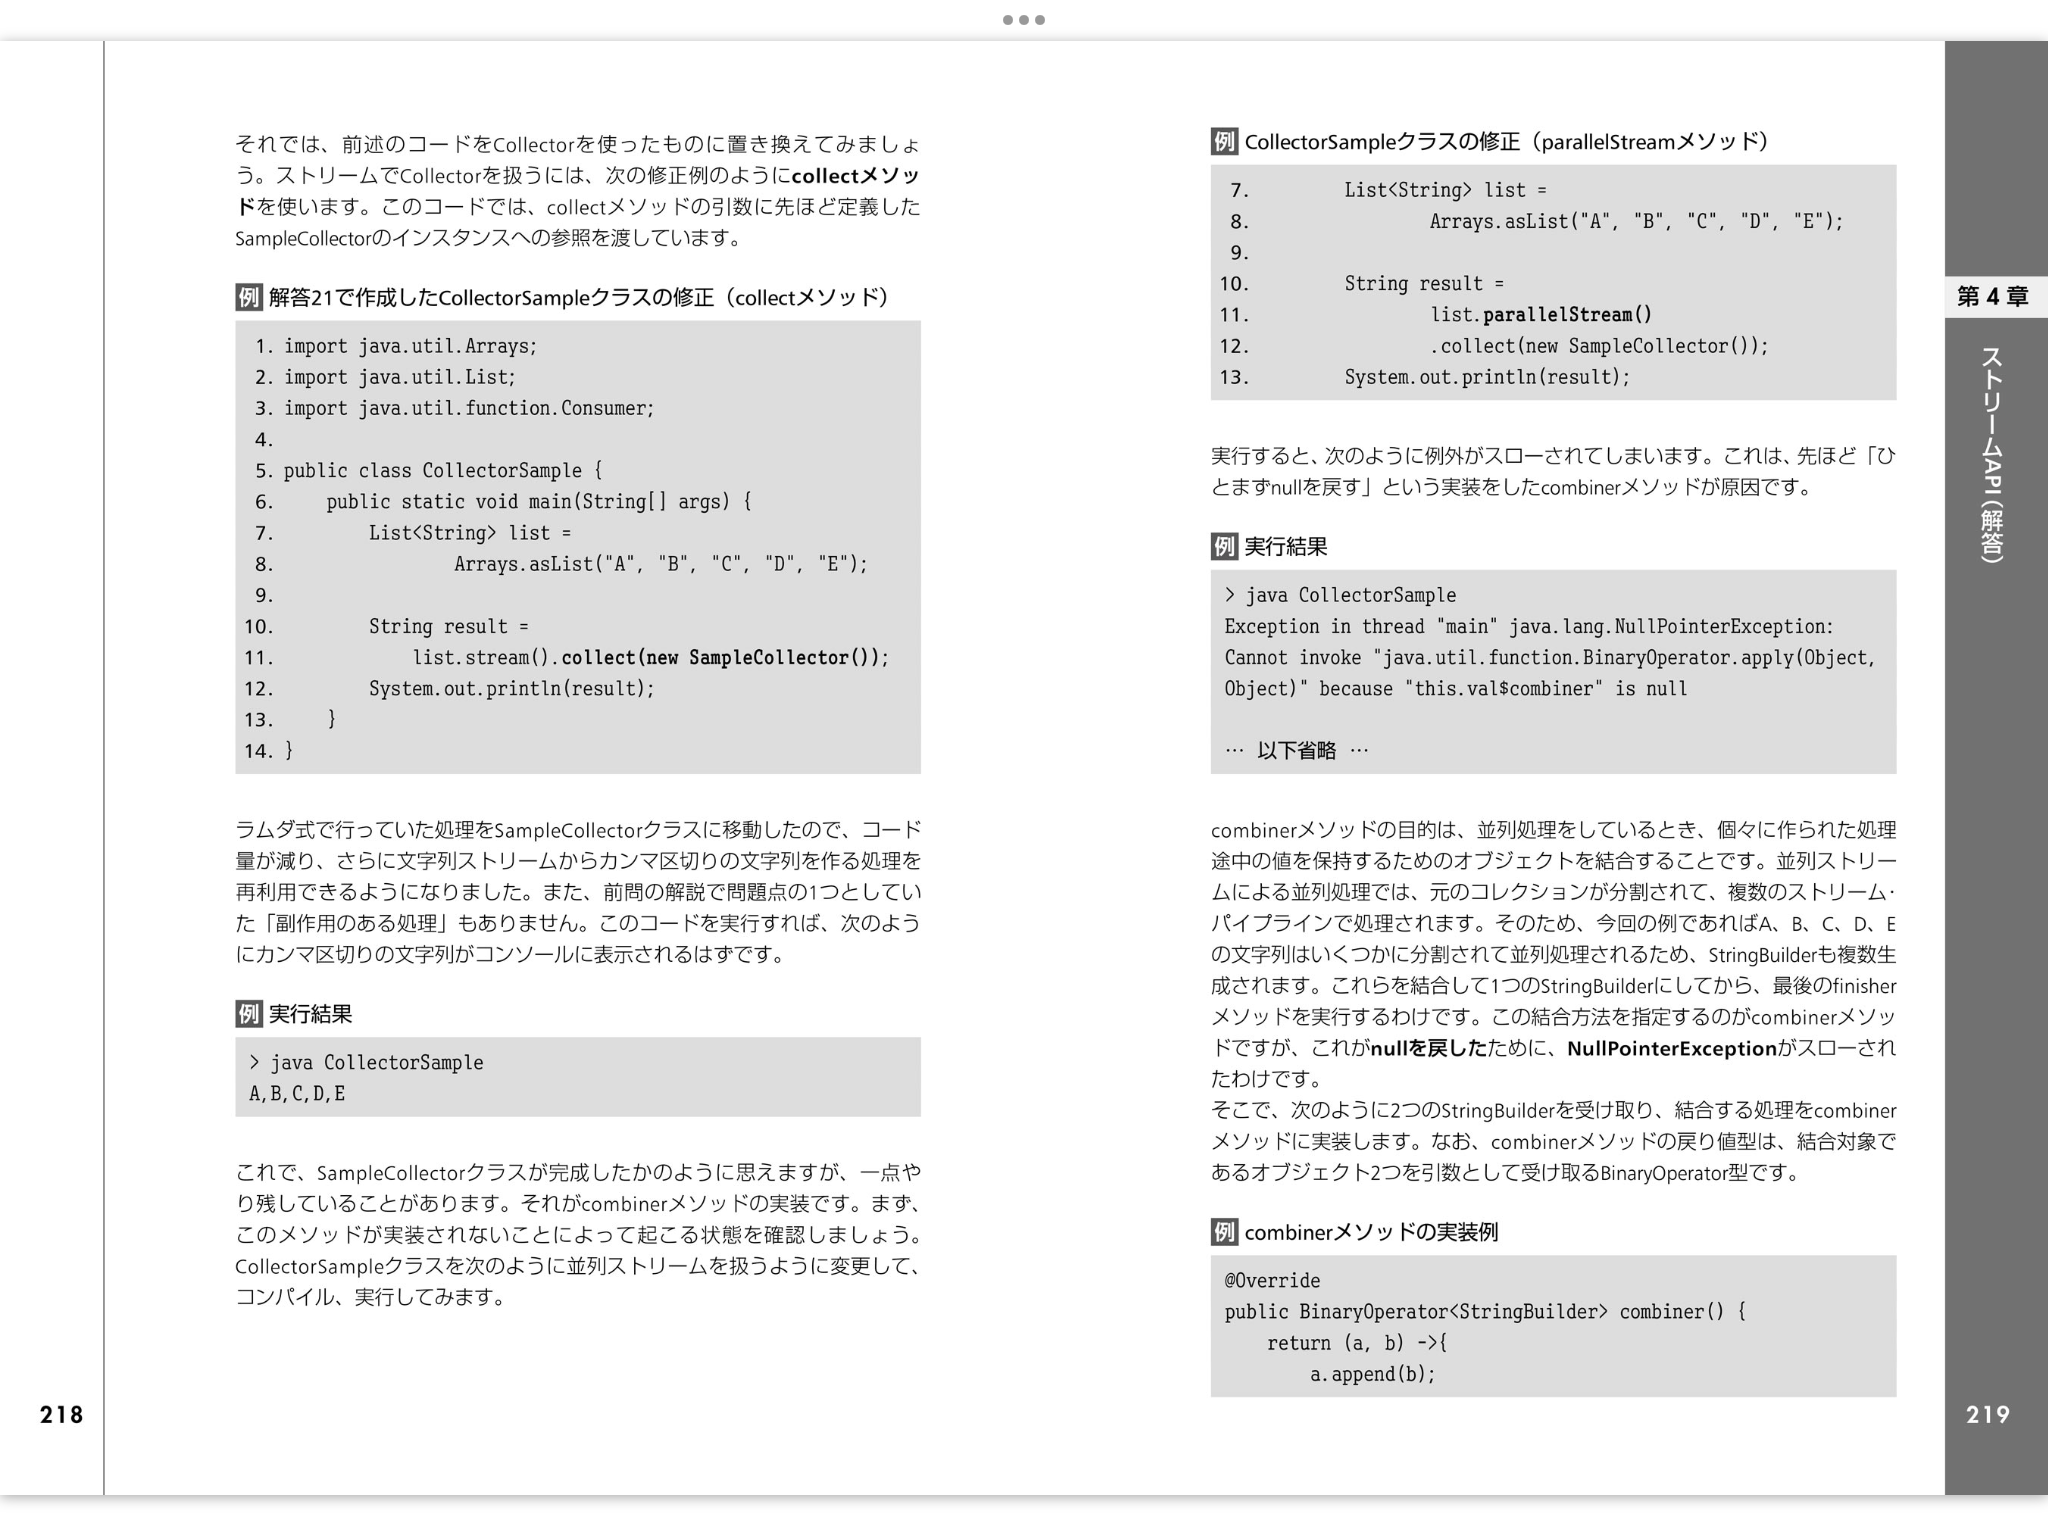 それでは、前述のコードをCollectorを使ったものに置き換えてみましょ
う。ストリームでCollectorを扱うには、次の修正例のようにcollectメソッ
ドを使います。このコードでは、collectメソッドの引数に先ほど定義した
SampleCollectorのインスタンスへの参照を渡しています。
例 解答21で作成したCollectorSampleクラスの修正（collectメソッド）
1. import java.util.Arrays;
2. import java.util.List;
3. import java.util.function.Consumer;
4.
5. public class CollectorSample {
6.     public static void main(String[] args) {
7.         List<String> list =
8.                 Arrays.asList("A", "B", "C", "D", "E");
9.
10.         String result =
11.             list.stream().collect(new SampleCollector());
12.         System.out.println(result);
13.     }
14. }
ラムダ式で行っていた処理をSampleCollectorクラスに移動したので、コード
量が減り、さらに文字列ストリームからカンマ区切りの文字列を作る処理を
再利用できるようになりました。また、前問の解説で問題点の1つとしてい
た「副作用のある処理」もありません。このコードを実行すれば、次のよう
にカンマ区切りの文字列がコンソールに表示されるはずです。
例 実行結果
> java CollectorSample
A,B,C,D,E
これで、SampleCollectorクラスが完成したかのように思えますが、一点や
り残していることがあります。それがcombinerメソッドの実装です。まず、
このメソッドが実装されないことによって起こる状態を確認しましょう。
CollectorSampleクラスを次のように並列ストリームを扱うように変更して、
コンパイル、実行してみます。
218
例 CollectorSampleクラスの修正（parallelStreamメソッド）
7.         List<String> list =
8.                 Arrays.asList("A", "B", "C", "D", "E");
9.
10.         String result =
11.                 list.parallelStream()
12.                 .collect(new SampleCollector());
13.         System.out.println(result);
実行すると、次のように例外がスローされてしまいます。これは、先ほど「ひ
とまずnullを戻す」という実装をしたcombinerメソッドが原因です。
例 実行結果
> java CollectorSample
Exception in thread "main" java.lang.NullPointerException:
Cannot invoke "java.util.function.BinaryOperator.apply(Object,
Object)" because "this.val$combiner" is null
… 以下省略 …
combinerメソッドの目的は、並列処理をしているとき、個々に作られた処理
途中の値を保持するためのオブジェクトを結合することです。並列ストリー
ムによる並列処理では、元のコレクションが分割されて、複数のストリーム・
パイプラインで処理されます。そのため、今回の例であればA、B、C、D、E
の文字列はいくつかに分割されて並列処理されるため、StringBuilderも複数生
成されます。これらを結合して1つのStringBuilderにしてから、最後のfinisher
メソッドを実行するわけです。この結合方法を指定するのがcombinerメソッ
ドですが、これがnullを戻したために、NullPointerExceptionがスローされ
たわけです。
そこで、次のように2つのStringBuilderを受け取り、結合する処理をcombiner
メソッドに実装します。なお、combinerメソッドの戻り値型は、結合対象で
あるオブジェクト2つを引数として受け取るBinaryOperator型です。
例 combinerメソッドの実装例
@Override
public BinaryOperator<StringBuilder> combiner() {
    return (a, b) ->{
        a.append(b);
第4章
ストリームAPI（解答）
219